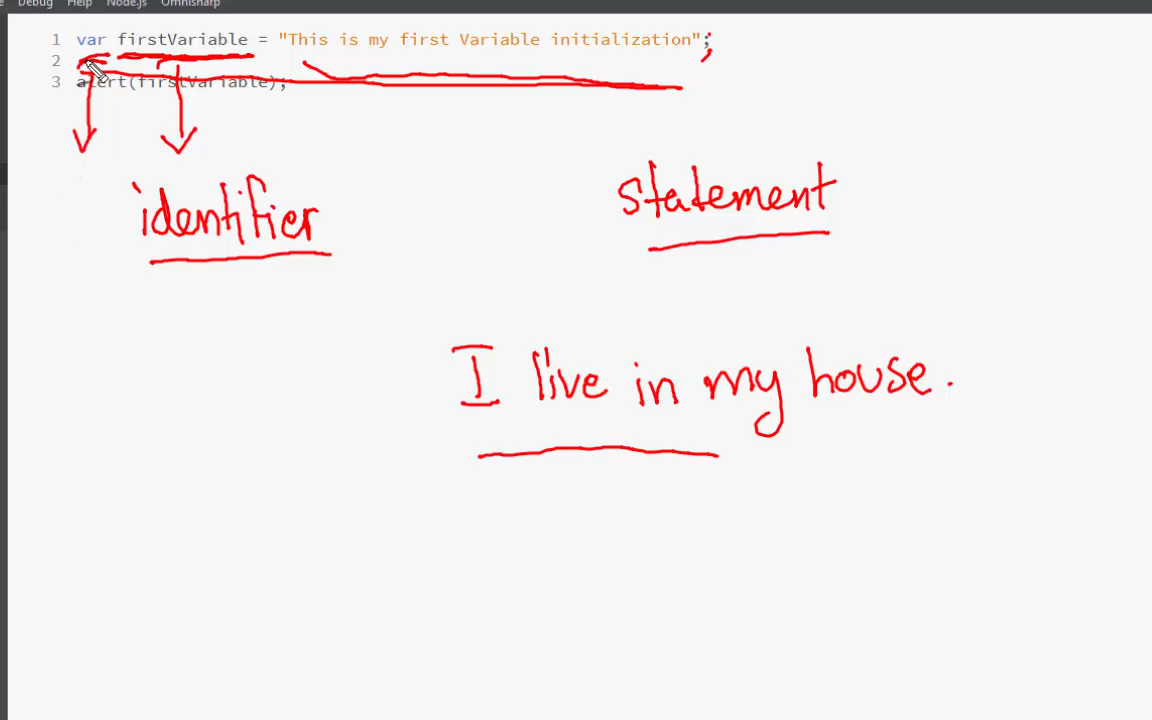 Debug Help Node.js Omnisharp
1 var firstVariable = "This is my first Variable initialization";
2
3 alert(firstVariable);
identifier
statement
I live in my house.